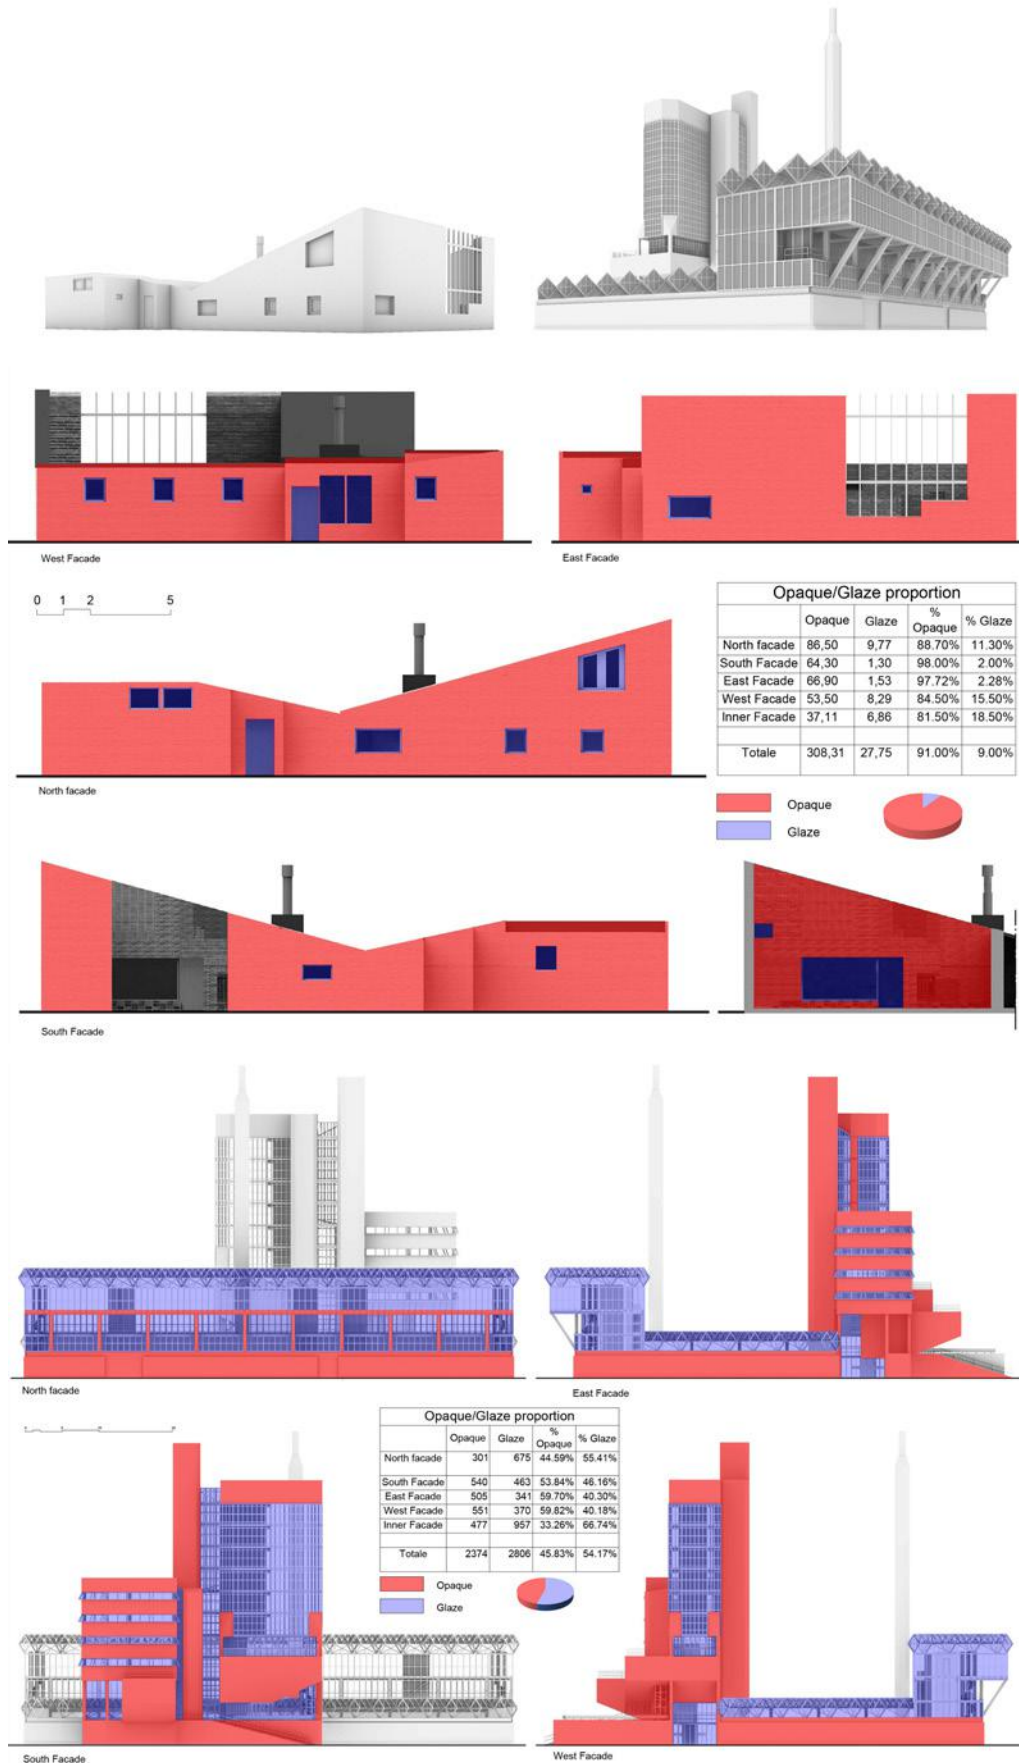 West Facade
East Facade
0 1 2 5
Opaque/Glaze proportion
Opaque Glaze % Opaque % Glaze
North facade 86,50 9,77 88.70% 11.30%
South Facade 64,30 1,30 98.00% 2.00%
East Facade 66,90 1,53 97.72% 2.28%
West Facade 53,50 8,29 84.50% 15.50%
Inner Facade 37,11 6,86 81.50% 18.50%
Totale 308,31 27,75 91.00% 9.00%
North facade
Opaque
Glaze
South Facade
North facade
East Facade
Opaque/Glaze proportion
Opaque Glaze % Opaque % Glaze
North facade 301 675 44.59% 55.41%
South Facade 540 463 53.84% 46.16%
East Facade 505 341 59.70% 40.30%
West Facade 551 370 59.82% 40.18%
Inner Facade 477 957 33.26% 66.74%
Totale 2374 2806 45.83% 54.17%
Opaque
Glaze
South Facade
West Facade